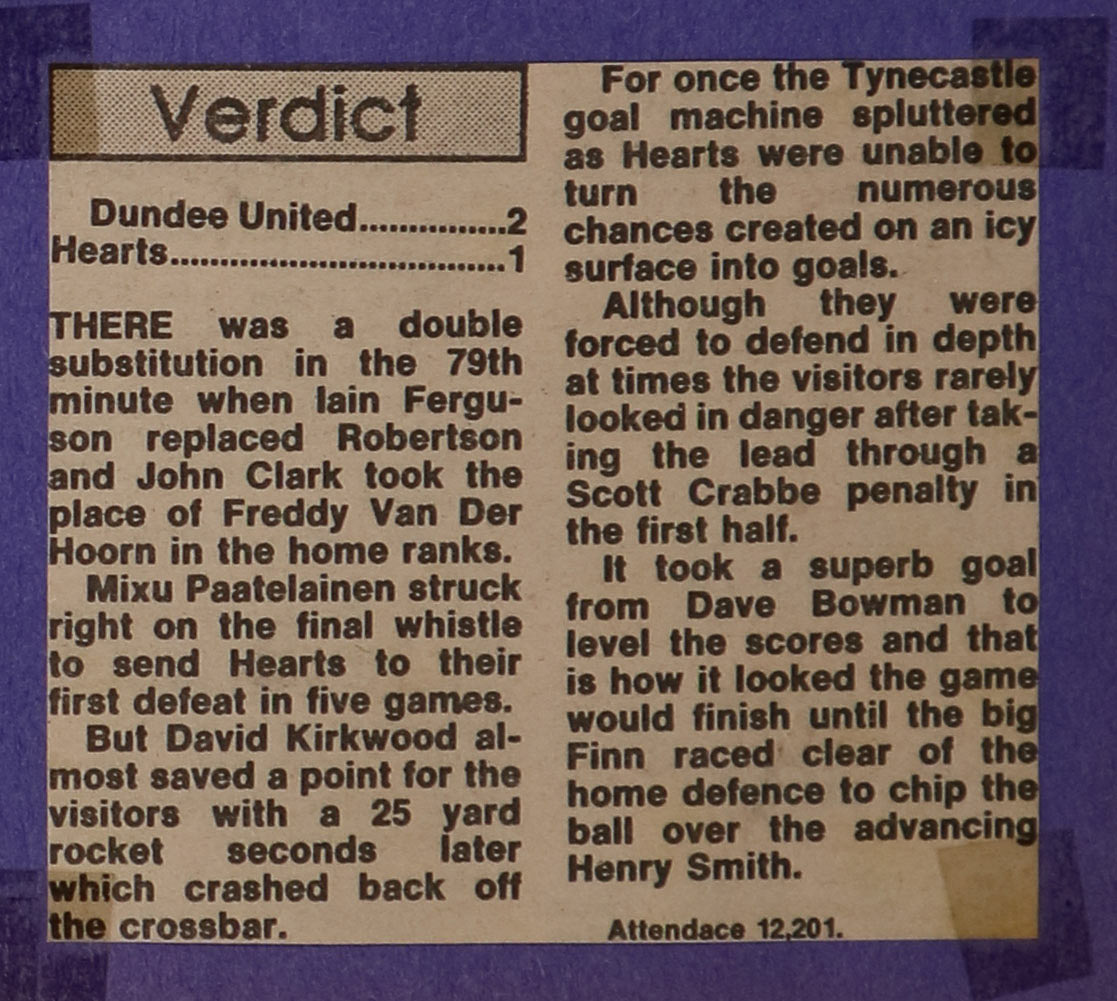 Verdict
Dundee United...............2
Hearts..................................1
THERE was a double
substitution in the 79th
minute when Iain Fergu-
son replaced Robertson
and John Clark took the
place of Freddy Van Der
Hoorn in the home ranks.
Mixu Paatelainen struck
right on the final whistle
to send Hearts to their
first defeat in five games.
But David Kirkwood al-
most saved a point for the
visitors with a 25 yard
rocket seconds later
which crashed back off
the crossbar.
For once the Tynecastle
goal machine spluttered
as Hearts were unable to
turn the numerous
chances created on an icy
surface into goals.
Although they were
forced to defend in depth
at times the visitors rarely
looked in danger after tak-
ing the lead through a
Scott Crabbe penalty in
the first half.
It took a superb goal
from Dave Bowman to
level the scores and that
is how it looked the game
would finish until the big
Finn raced clear of the
home defence to chip the
ball over the advancing
Henry Smith.
Attendace 12,201.